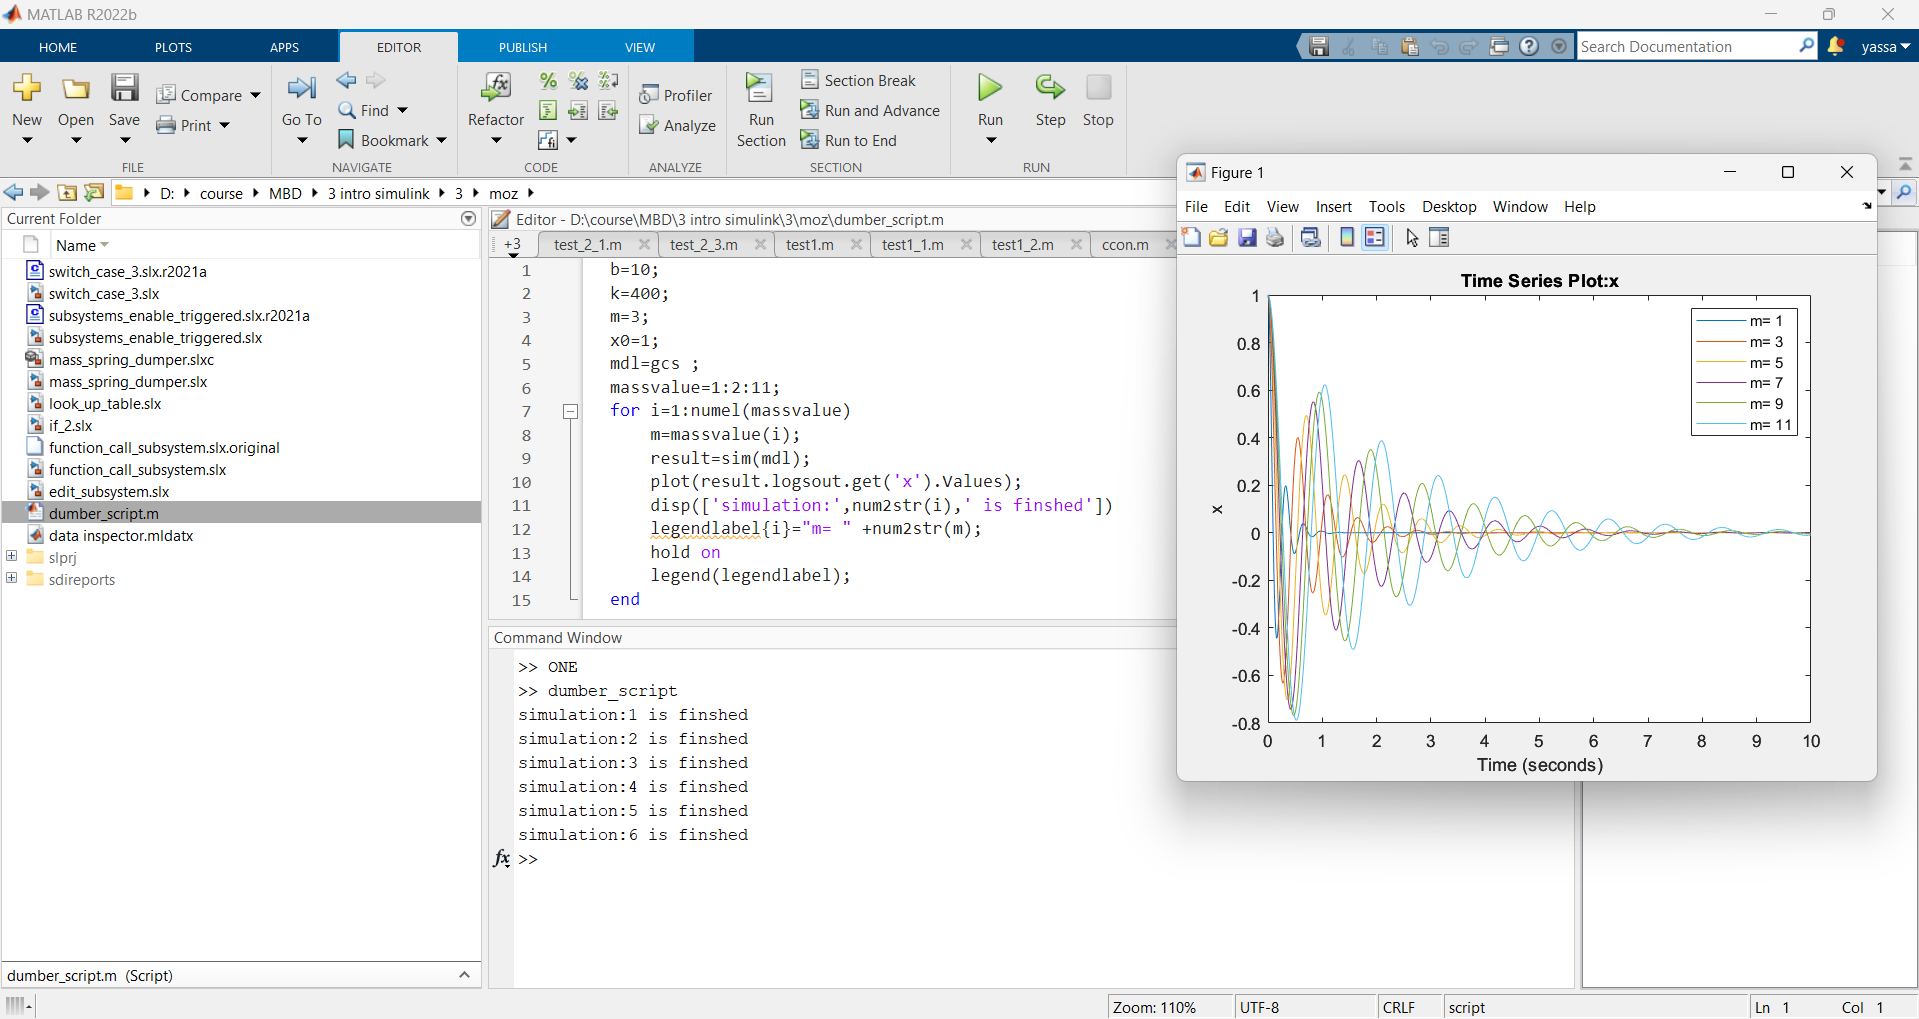 MATLAB R2022b
HOME PLOTS APPS EDITOR PUBLISH VIEW
Search Documentation yassa
New Open Save Compare Print
FILE
Go To Find Bookmark
NAVIGATE
Refactor
CODE
Profiler
Analyze
ANALYZE
Run Section
Section Break
Run and Advance
Run to End
SECTION
Run Step Stop
RUN
D: course MBD 3 intro simulink 3 moz
Current Folder
Name
switch_case_3.slx.r2021a
switch_case_3.slx
subsystems_enable_triggered.slx.r2021a
subsystems_enable_triggered.slx
mass_spring_dumper.slxc
mass_spring_dumper.slx
look_up_table.slx
if_2.slx
function_call_subsystem.slx.original
function_call_subsystem.slx
edit_subsystem.slx
dumber_script.m
data inspector.mldatx
slprj
sdireports
dumber_script.m (Script)
Editor - D:\course\MBD\3 intro simulink\3\moz\dumber_script.m
+3 test_2_1.m test_2_3.m test1.m test1_1.m test1_2.m ccon.m
1 b=10;
2 k=400;
3 m=3;
4 x0=1;
5 mdl=gcs ;
6 massvalue=1:2:11;
7 for i=1:numel(massvalue)
8 m=massvalue(i);
9 result=sim(mdl);
10 plot(result.logsout.get('x').Values);
11 disp(['simulation:',num2str(i),' is finshed'])
12 legendlabel{i}="m= " +num2str(m);
13 hold on
14 legend(legendlabel);
15 end
Command Window
>> ONE
>> dumber_script
simulation:1 is finshed
simulation:2 is finshed
simulation:3 is finshed
simulation:4 is finshed
simulation:5 is finshed
simulation:6 is finshed
fx >>
Figure 1
File Edit View Insert Tools Desktop Window Help
Time Series Plot:x
1
0.8
0.6
0.4
0.2
0
-0.2
-0.4
-0.6
-0.8
x
m= 1
m= 3
m= 5
m= 7
m= 9
m= 11
0 1 2 3 4 5 6 7 8 9 10
Time (seconds)
Zoom: 110% UTF-8 CRLF script Ln 1 Col 1